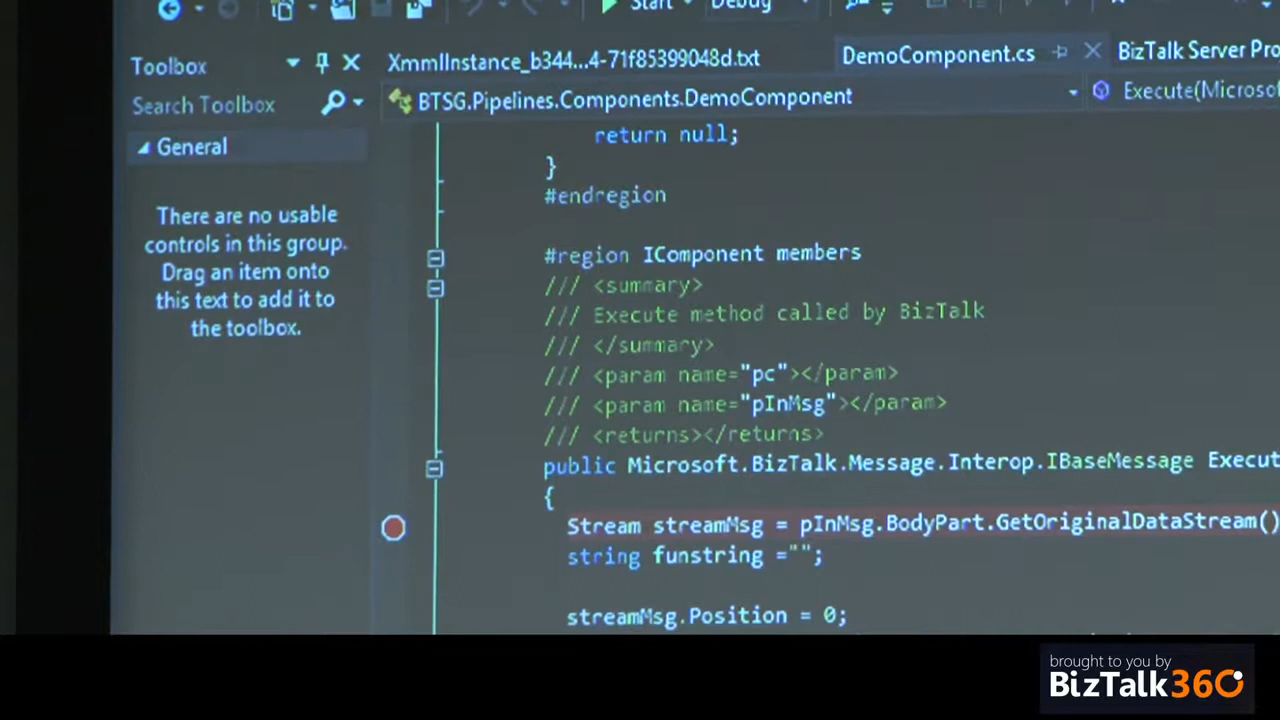 Start
Debug
Toolbox
XmmlInstance_b344...4-71f85399048d.txt
DemoComponent.cs
BizTalk Server Pro
Search Toolbox
BTSG.Pipelines.Components.DemoComponent
Execute(Microsof
General
return null;
}
#endregion
There are no usable
controls in this group.
Drag an item onto
this text to add it to
the toolbox.
#region IComponent members
/// <summary>
/// Execute method called by BizTalk
/// </summary>
/// <param name="pc"></param>
/// <param name="pInMsg"></param>
/// <returns></returns>
public Microsoft.BizTalk.Message.Interop.IBaseMessage Execut
{
Stream streamMsg = pInMsg.BodyPart.GetOriginalDataStream()
string funstring ="";
streamMsg.Position = 0;
brought to you by
BizTalk360